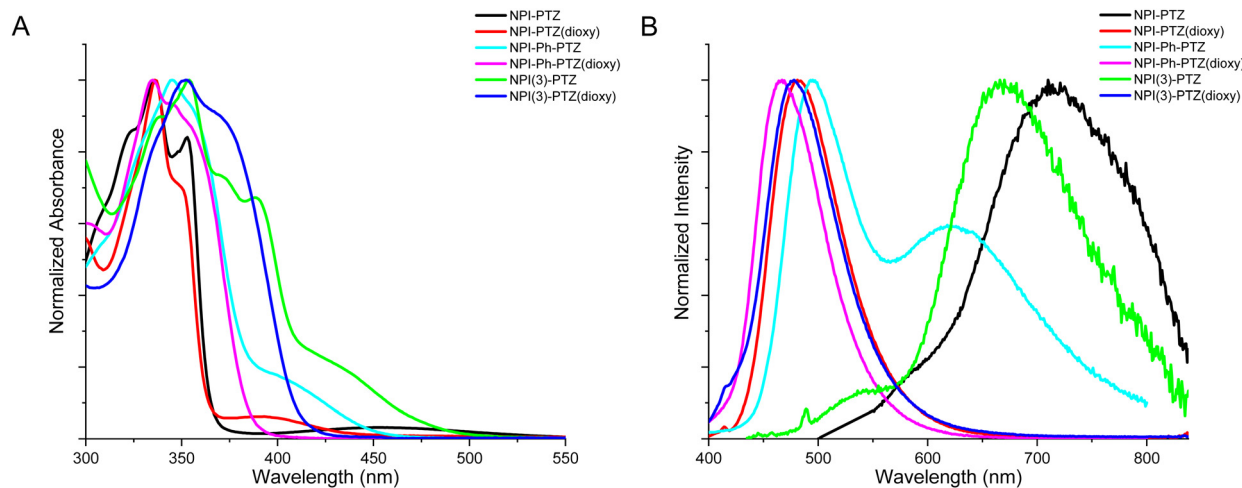 A
NPI-PTZ
NPI-PTZ(dioxy)
NPI-Ph-PTZ
NPI-Ph-PTZ(dioxy)
NPI(3)-PTZ
NPI(3)-PTZ(dioxy)
Normalized Absorbance
300 350 400 450 500 550
Wavelength (nm)
B
NPI-PTZ
NPI-PTZ(dioxy)
NPI-Ph-PTZ
NPI-Ph-PTZ(dioxy)
NPI(3)-PTZ
NPI(3)-PTZ(dioxy)
Normalized Intensity
400 500 600 700 800
Wavelength (nm)